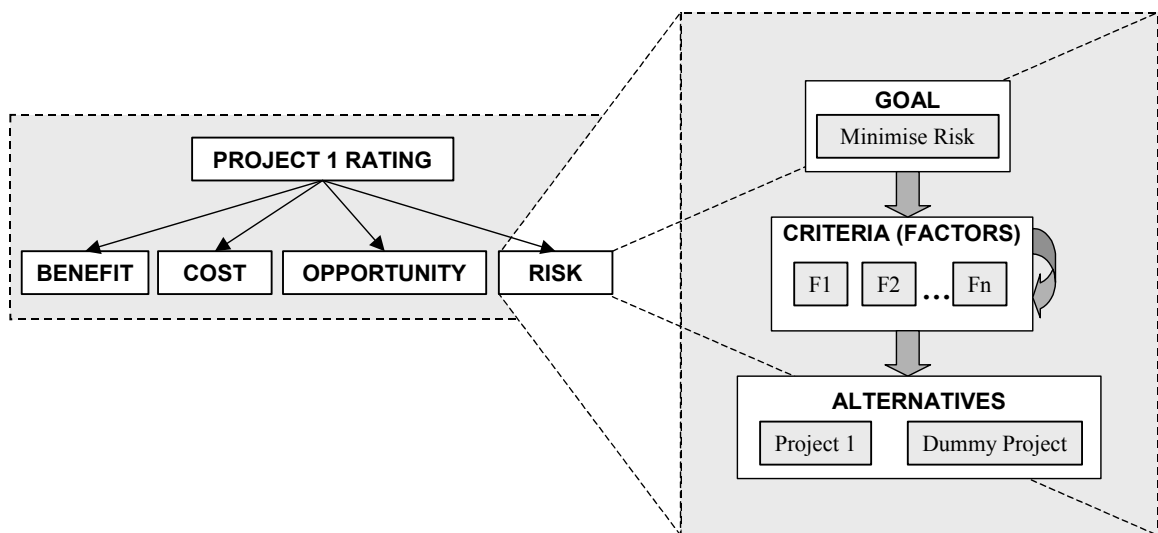 PROJECT 1 RATING
BENEFIT
COST
OPPORTUNITY
RISK
GOAL
Minimise Risk
CRITERIA (FACTORS)
F1 F2 ... Fn
ALTERNATIVES
Project 1
Dummy Project